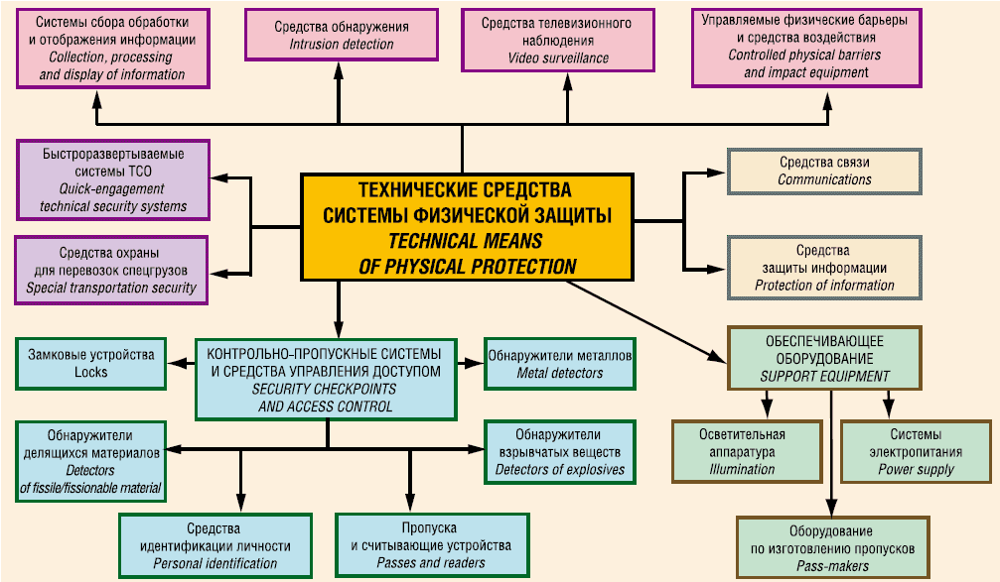 Системы сбора обработки
и отображения информации
Collection, processing
and display of information
Средства обнаружения
Intrusion detection
Средства телевизионного
наблюдения
Video surveillance
Управляемые физические барьеры
и средства воздействия
Controlled physical barriers
and impact equipment
Быстроразвертываемые
системы ТСО
Quick-engagement
technical security systems
Средства охраны
для перевозок спецгрузов
Special transportation security
ТЕХНИЧЕСКИЕ СРЕДСТВА
СИСТЕМЫ ФИЗИЧЕСКОЙ ЗАЩИТЫ
TECHNICAL MEANS
OF PHYSICAL PROTECTION
Средства связи
Communications
Средства
защиты информации
Protection of information
Замковые устройства
Locks
КОНТРОЛЬНО-ПРОПУСКНЫЕ СИСТЕМЫ
И СРЕДСТВА УПРАВЛЕНИЯ ДОСТУПОМ
SECURITY CHECKPOINTS
AND ACCESS CONTROL
Обнаружители металлов
Metal detectors
ОБЕСПЕЧИВАЮЩЕЕ
ОБОРУДОВАНИЕ
SUPPORT EQUIPMENT
Обнаружители
делящихся материалов
Detectors
of fissile/fissionable material
Обнаружители
взрывчатых веществ
Detectors of explosives
Осветительная
аппаратура
Illumination
Системы
электропитания
Power supply
Средства
идентификации личности
Personal identification
Пропуска
и считывающие устройства
Passes and readers
Оборудование
по изготовлению пропусков
Pass-makers